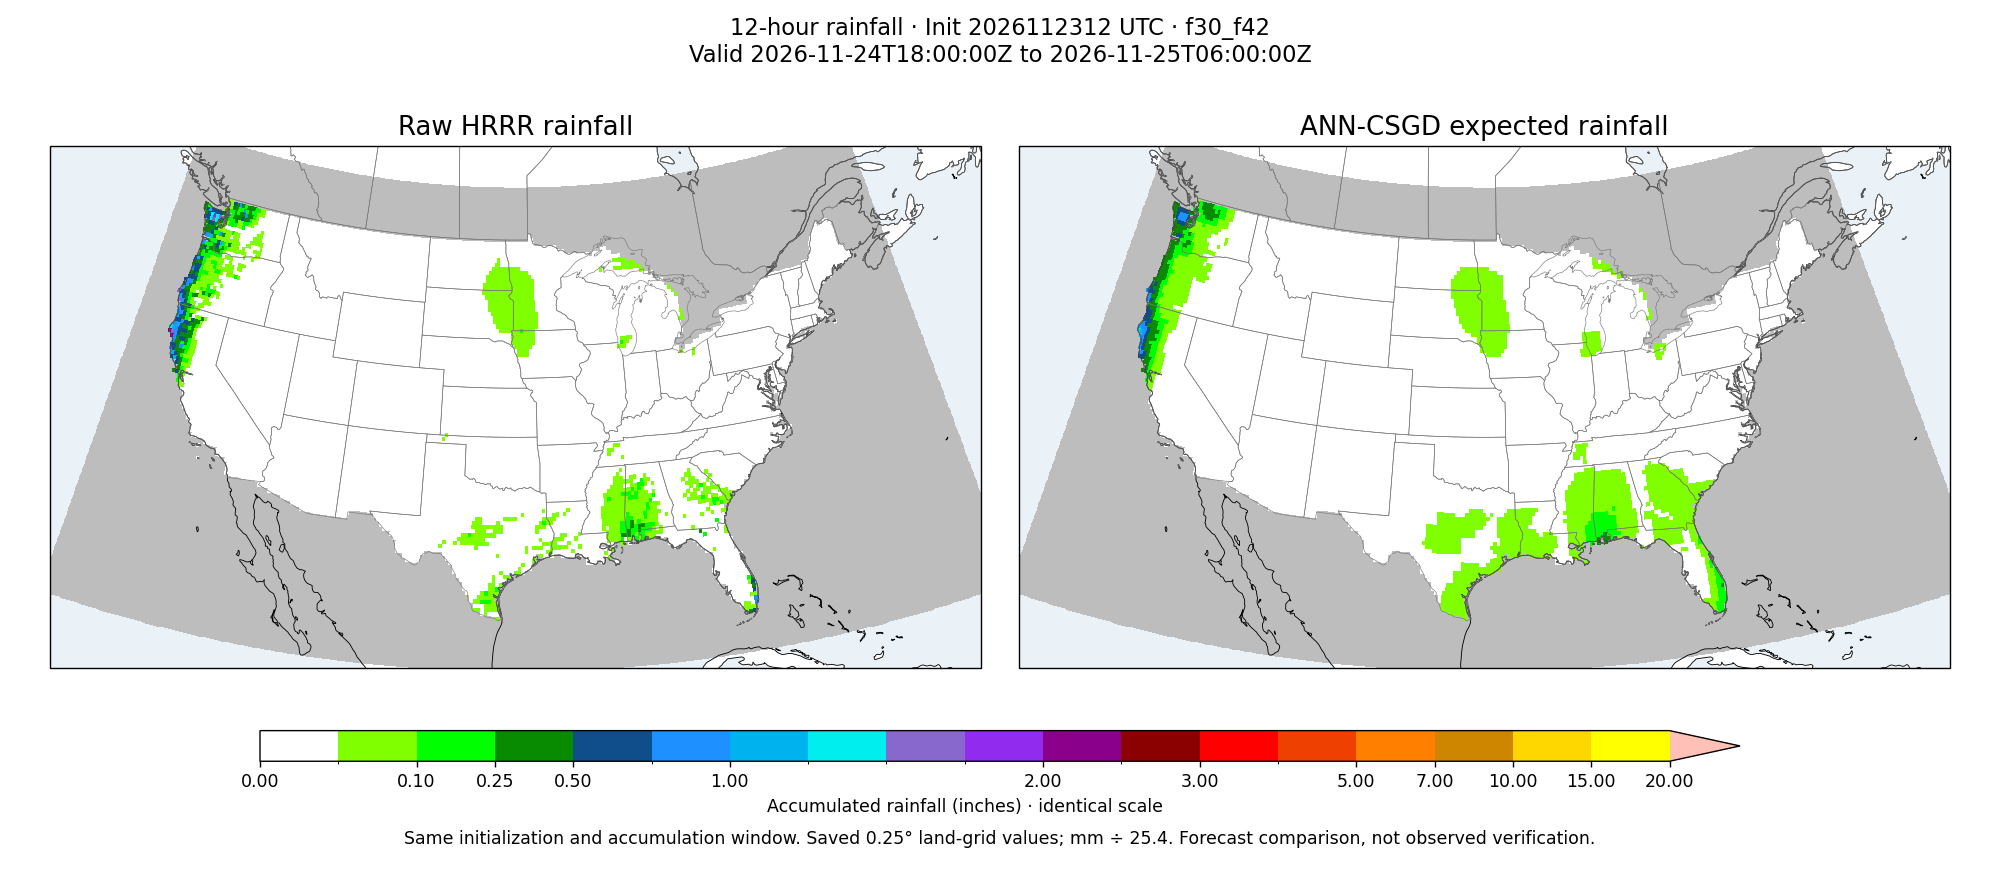 12-hour rainfall · Init 2026112312 UTC · f30_f42
Valid 2026-11-24T18:00:00Z to 2026-11-25T06:00:00Z
Raw HRRR rainfall
ANN-CSGD expected rainfall
0.00 0.10 0.25 0.50 1.00 2.00 3.00 5.00 7.00 10.00 15.00 20.00
Accumulated rainfall (inches) · identical scale
Same initialization and accumulation window. Saved 0.25° land-grid values; mm ÷ 25.4. Forecast comparison, not observed verification.